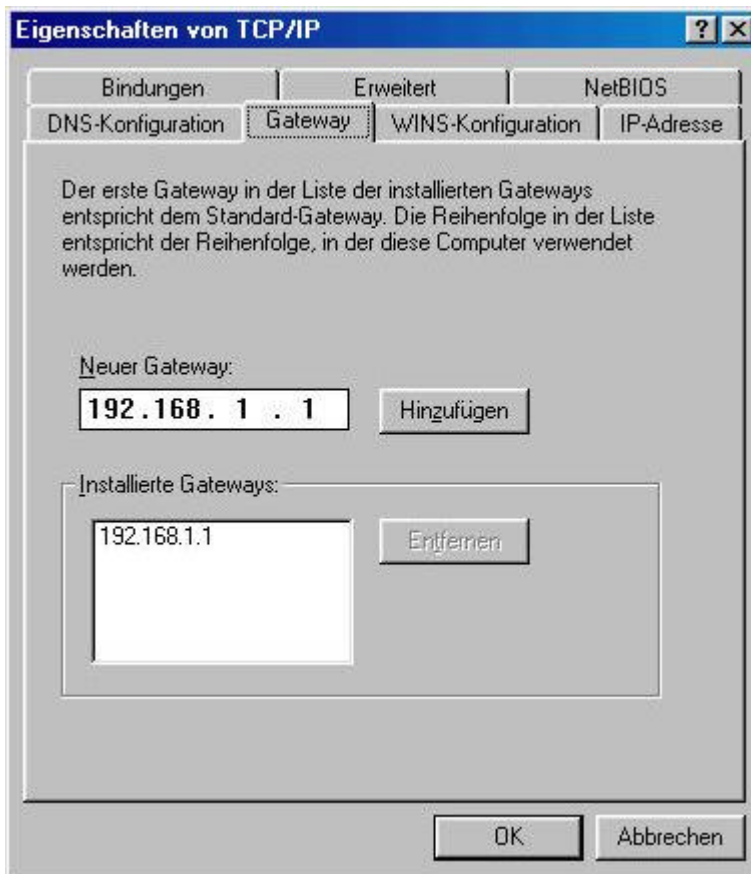 Eigenschaften von TCP/IP
Bindungen
Erweitert
NetBIOS
DNS-Konfiguration
Gateway
WINS-Konfiguration
IP-Adresse
Der erste Gateway in der Liste der installierten Gateways
entspricht dem Standard-Gateway. Die Reihenfolge in der Liste
entspricht der Reihenfolge, in der diese Computer verwendet
werden.
Neuer Gateway:
192.168. 1 . 1
Hinzufügen
Installierte Gateways:
192.168.1.1
Entfernen
OK
Abbrechen